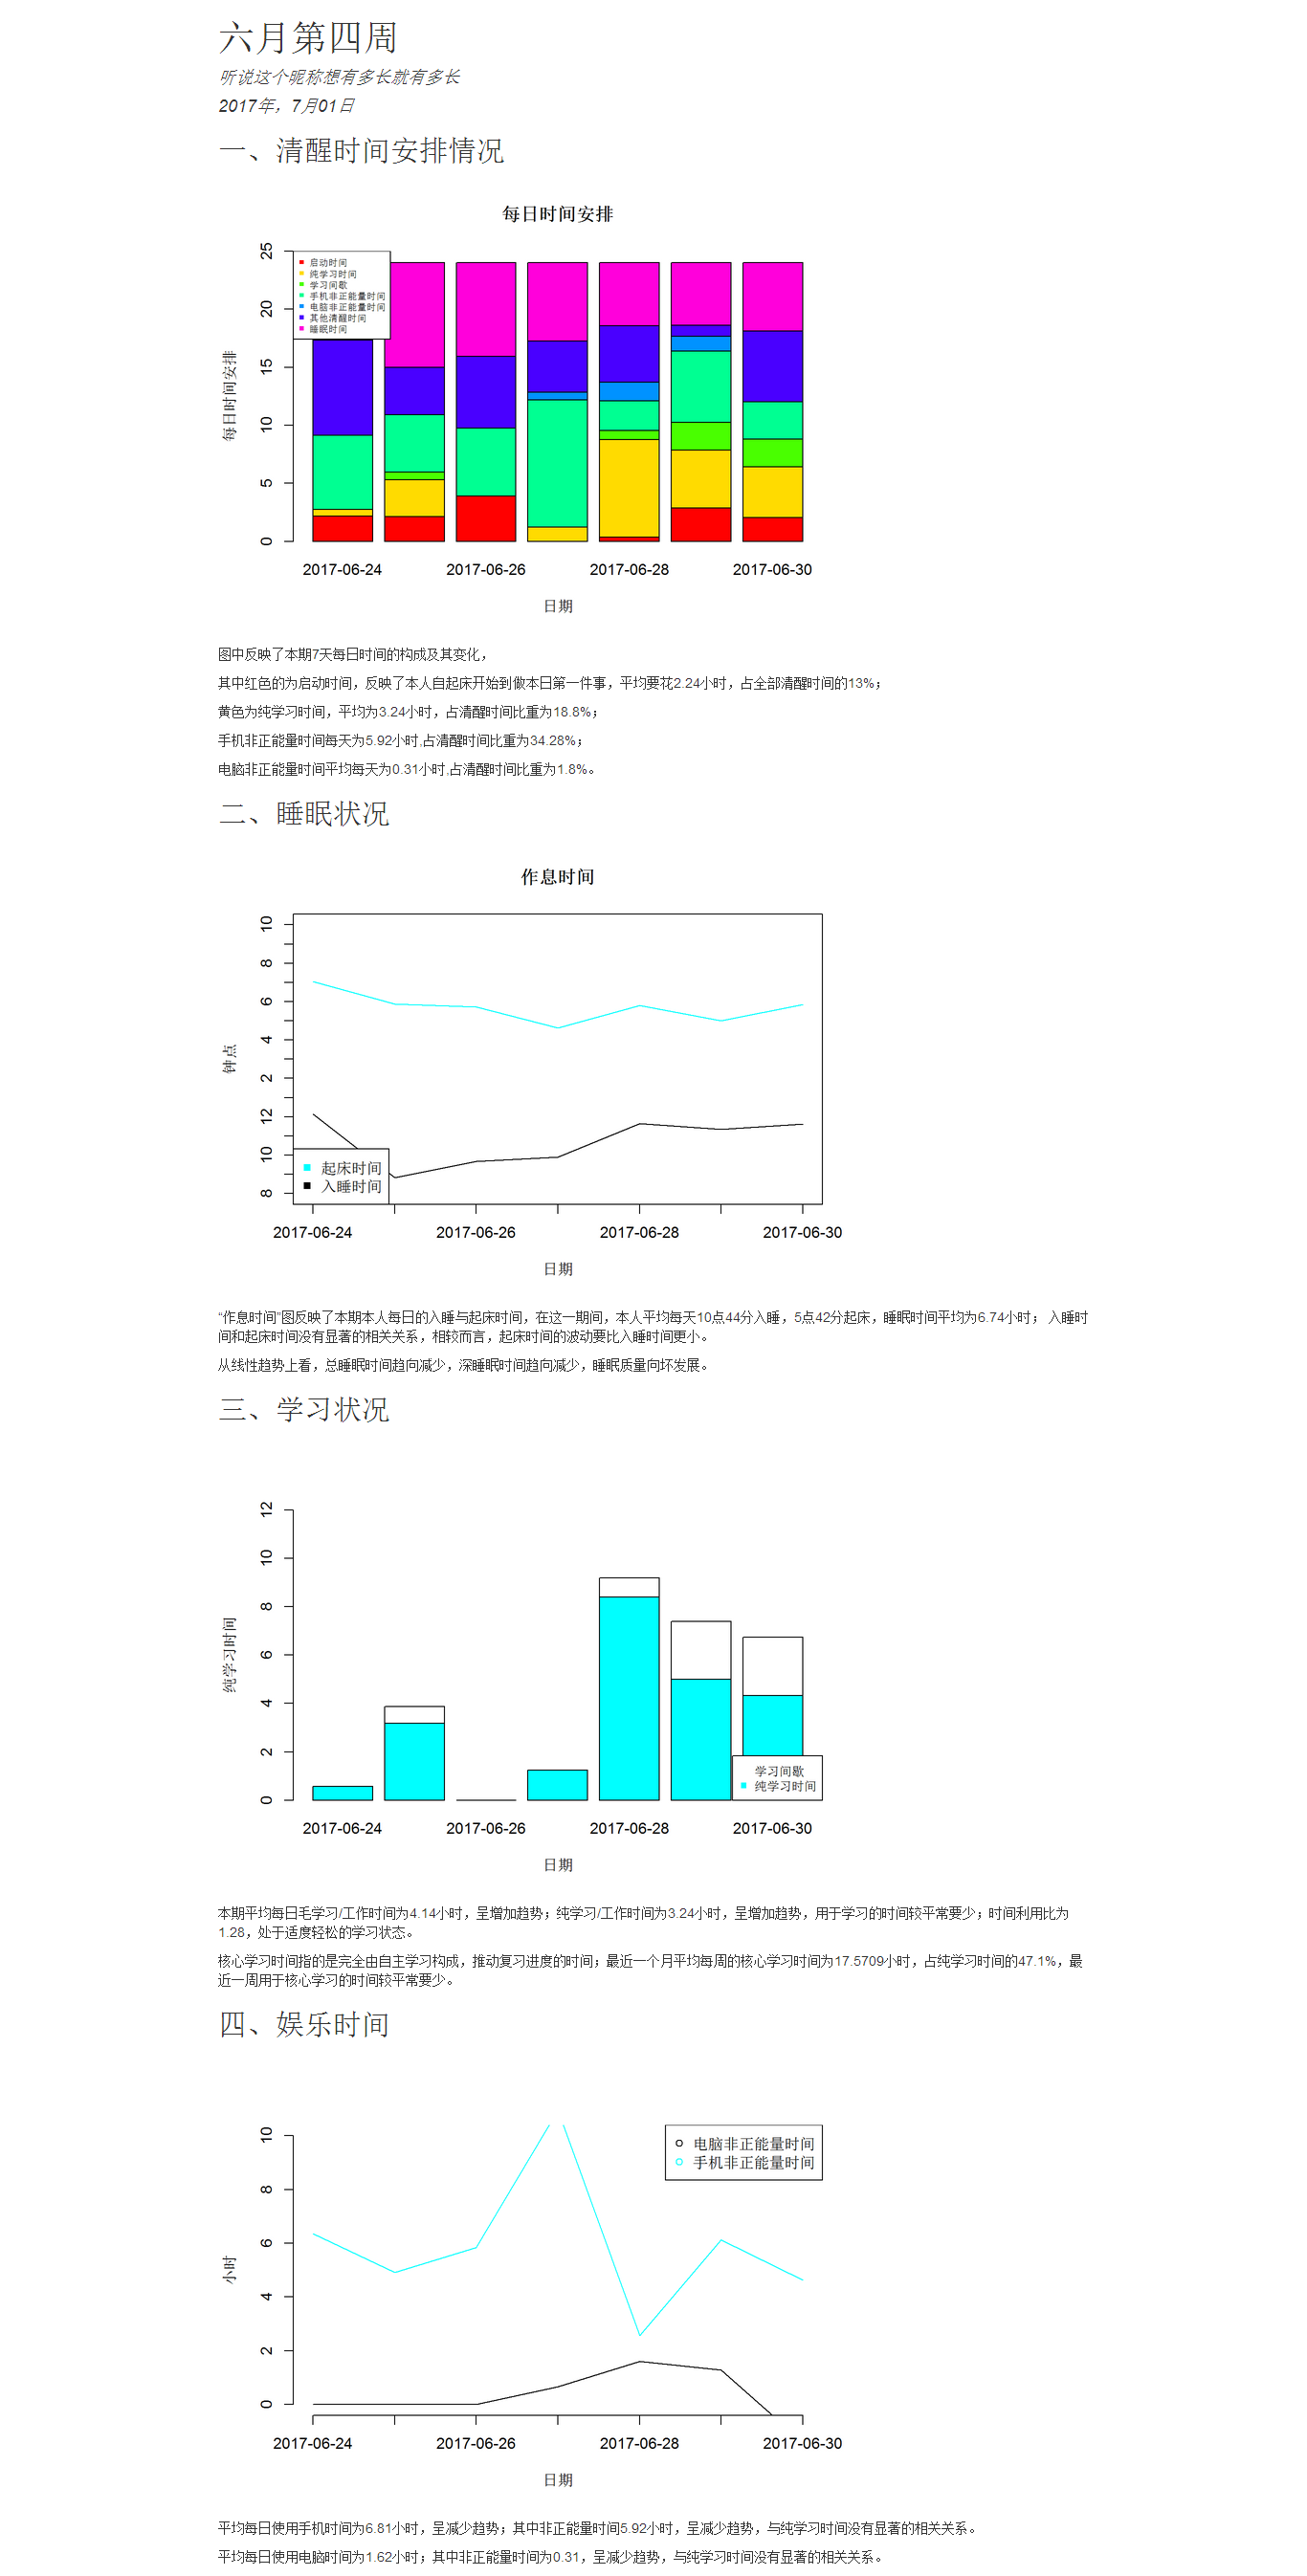 六月第四周
听说这个昵称想有多长就有多长
2017年，7月01日
一、清醒时间安排情况
每日时间安排
每日时间安排
25
20
15
10
5
0
启动时间
纯学习时间
学习间歇
手机非正能量时间
电脑非正能量时间
其他清醒时间
睡眠时间
2017-06-24 2017-06-26 2017-06-28 2017-06-30
日期
图中反映了本期7天每日时间的构成及其变化，
其中红色的为启动时间，反映了本人自起床开始到做本日第一件事，平均要花2.24小时，占全部清醒时间的13%；
黄色为纯学习时间，平均为3.24小时，占清醒时间比重为18.8%；
手机非正能量时间每天为5.92小时,占清醒时间比重为34.28%；
电脑非正能量时间平均每天为0.31小时,占清醒时间比重为1.8%。
二、睡眠状况
作息时间
钟点
10
8
6
4
2
12
10
8
起床时间
入睡时间
2017-06-24 2017-06-26 2017-06-28 2017-06-30
日期
“作息时间”图反映了本期本人每日的入睡与起床时间，在这一期间，本人平均每天10点44分入睡，5点42分起床，睡眠时间平均为6.74小时； 入睡时
间和起床时间没有显著的相关关系，相较而言，起床时间的波动要比入睡时间更小。
从线性趋势上看，总睡眠时间趋向减少，深睡眠时间趋向减少，睡眠质量向坏发展。
三、学习状况
纯学习时间
12
10
8
6
4
2
0
学习间歇
纯学习时间
2017-06-24 2017-06-26 2017-06-28 2017-06-30
日期
本期平均每日毛学习/工作时间为4.14小时，呈增加趋势；纯学习/工作时间为3.24小时，呈增加趋势，用于学习的时间较平常要少；时间利用比为
1.28，处于适度轻松的学习状态。
核心学习时间指的是完全由自主学习构成，推动复习进度的时间；最近一个月平均每周的核心学习时间为17.5709小时，占纯学习时间的47.1%，最
近一周用于核心学习的时间较平常要少。
四、娱乐时间
小时
10
8
6
4
2
0
电脑非正能量时间
手机非正能量时间
2017-06-24 2017-06-26 2017-06-28 2017-06-30
日期
平均每日使用手机时间为6.81小时，呈减少趋势；其中非正能量时间5.92小时，呈减少趋势，与纯学习时间没有显著的相关关系。
平均每日使用电脑时间为1.62小时；其中非正能量时间为0.31，呈减少趋势，与纯学习时间没有显著的相关关系。